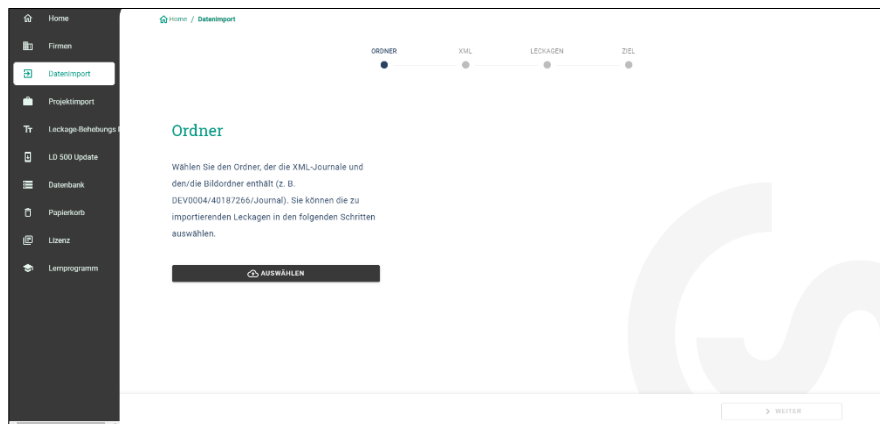 Home
Firmen
Datenimport
Projektimport
Leckage-Behebungs
LD 500 Update
Datenbank
Papierkorb
Lizenz
Lernprogramm
Home / Datenimport
ORDNER XML LECKAGEN ZIEL
Ordner
Wählen Sie den Ordner, der die XML-Journale und
den/die Bildordner enthält (z. B.
DEV0004/40187266/Journal). Sie können die zu
importierenden Leckagen in den folgenden Schritten
auswählen.
AUSWÄHLEN
> WEITER